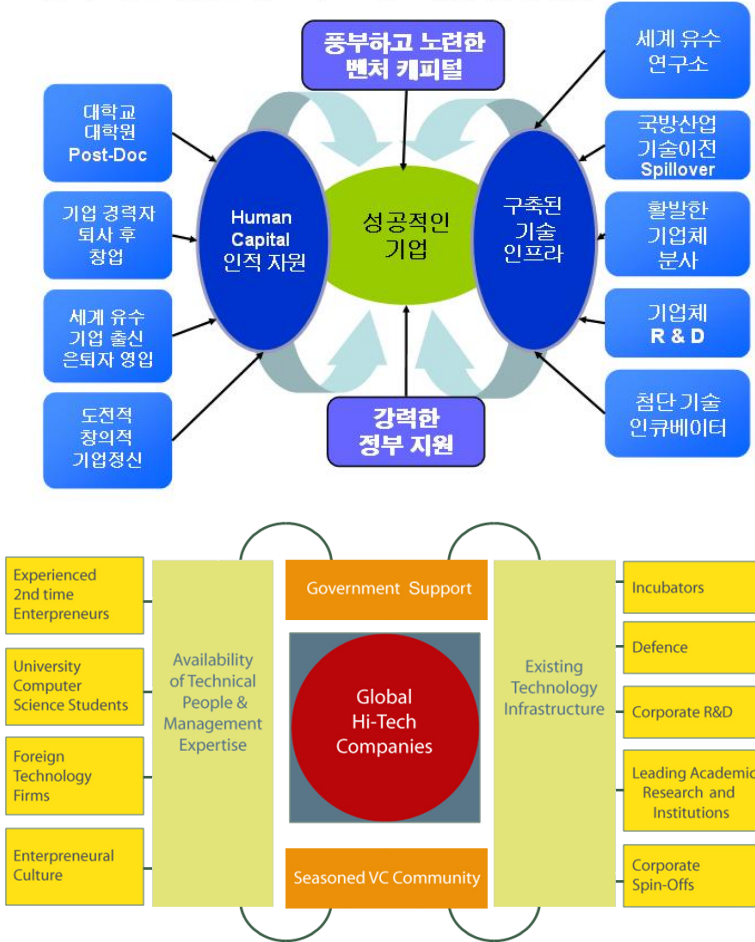 풍부하고 노련한
벤처 캐피털
세계 유수
연구소
대학교
대학원
Post-Doc
국방산업
기술이전
Spillover
기업 경력자
퇴사 후
창업
Human
Capital
인적 자원
성공적인
기업
구축된
기술
인프라
활발한
기업체
분사
세계 유수
기업 출신
은퇴자 영입
기업체
R & D
도전적
창의적
기업정신
강력한
정부 지원
첨단 기술
인큐베이터
Experienced
2nd time
Enterpreneurs
Government Support
Incubators
University
Computer
Science Students
Availability
of Technical
People &
Management
Expertise
Global
Hi-Tech
Companies
Existing
Technology
Infrastructure
Defence
Corporate R&D
Foreign
Technology
Firms
Leading Academic
Research and
Institutions
Enterpreneural
Culture
Seasoned VC Community
Corporate
Spin-Offs